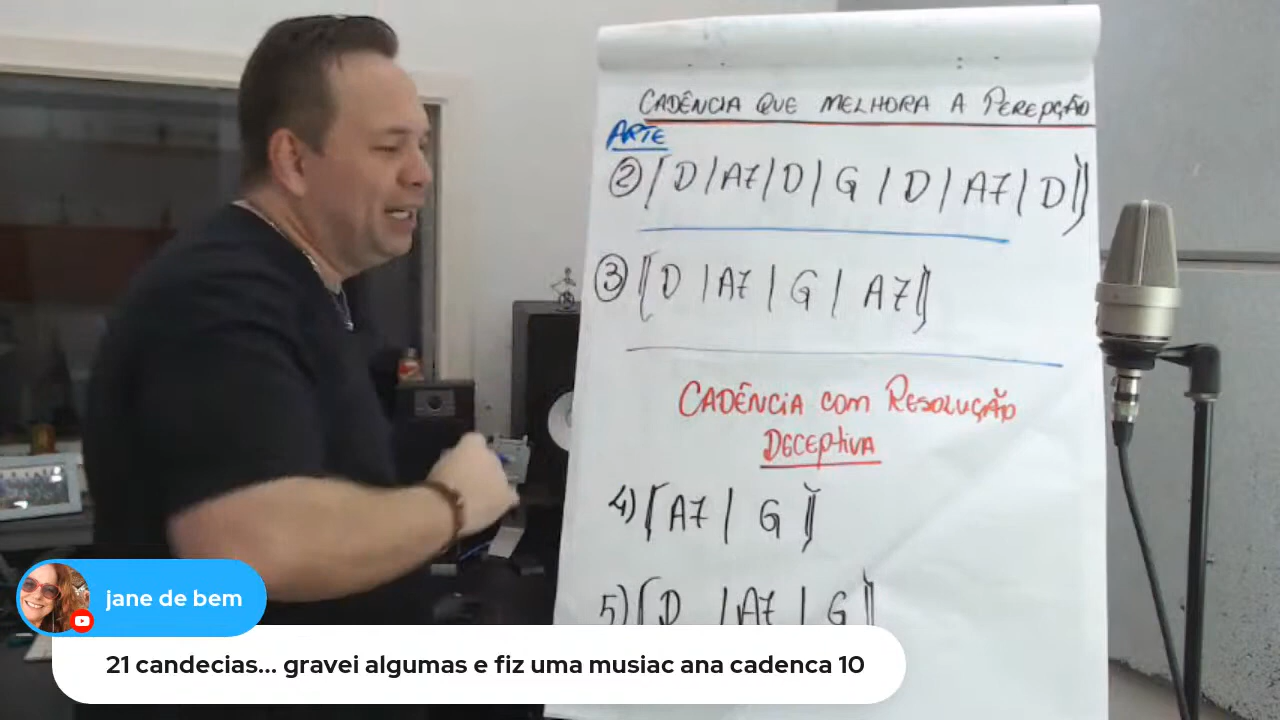 CADÊNCIA QUE MELHORA A PEREPÇÃO
ARTE
② | D | A7 | D | G | D | A7 | D ||
③ || D | A7 | G | A7 ||
CADÊNCIA COM RESOLUÇÃO
DECEPTIVA
4) | A7 | G ||
5) | D | A7 | G ||
jane de bem
21 candecias... gravei algumas e fiz uma musiac ana cadenca 10